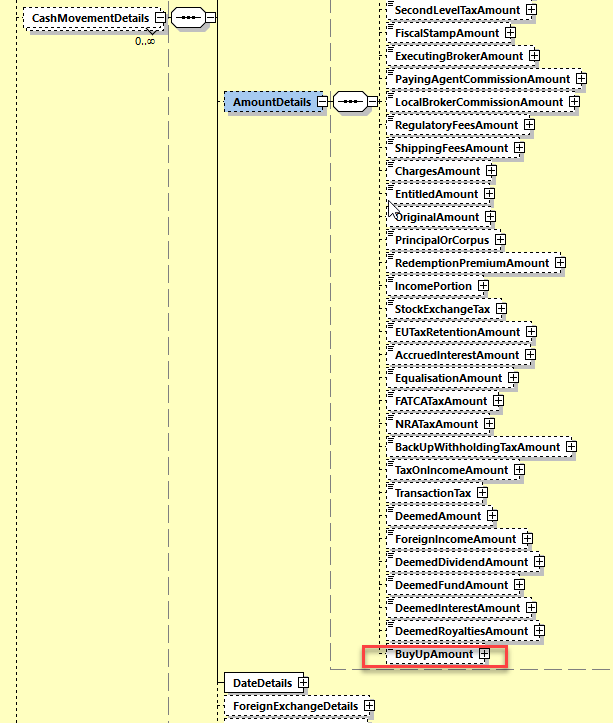 CashMovementDetails
0..∞
AmountDetails
SecondLevelTaxAmount
FiscalStampAmount
ExecutingBrokerAmount
PayingAgentCommissionAmount
LocalBrokerCommissionAmount
RegulatoryFeesAmount
ShippingFeesAmount
ChargesAmount
EntitledAmount
OriginalAmount
PrincipalOrCorpus
RedemptionPremiumAmount
IncomePortion
StockExchangeTax
EUTaxRetentionAmount
AccruedInterestAmount
EqualisationAmount
FATCATaxAmount
NRATaxAmount
BackUpWithholdingTaxAmount
TaxOnIncomeAmount
TransactionTax
DeemedAmount
ForeignIncomeAmount
DeemedDividendAmount
DeemedFundAmount
DeemedInterestAmount
DeemedRoyaltiesAmount
BuyUpAmount
DateDetails
ForeignExchangeDetails